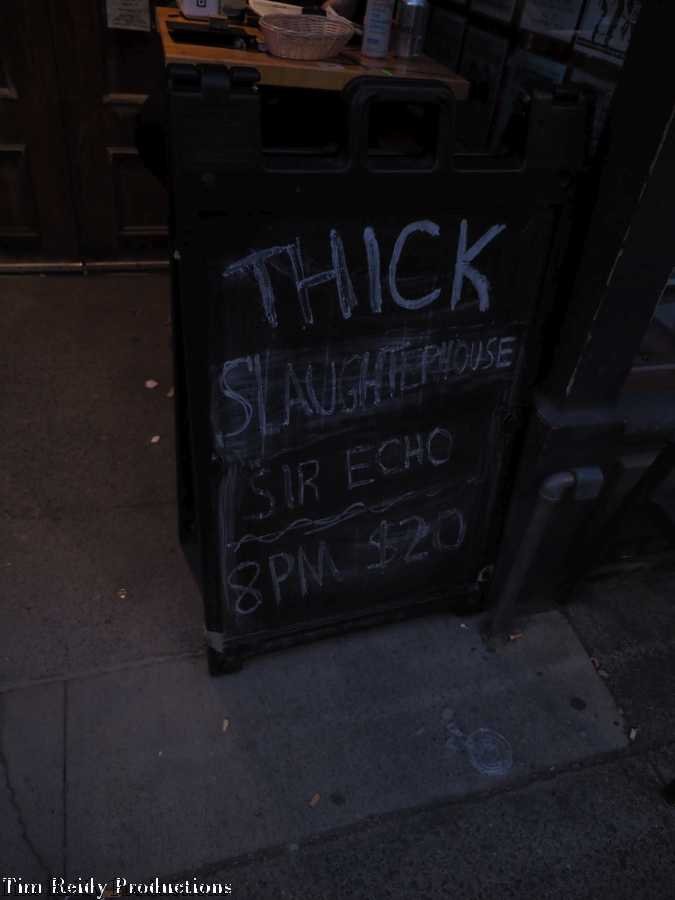 THICK
SLAUGHTERHOUSE
SIR ECHO
8PM $20
Tim Reidy Productions